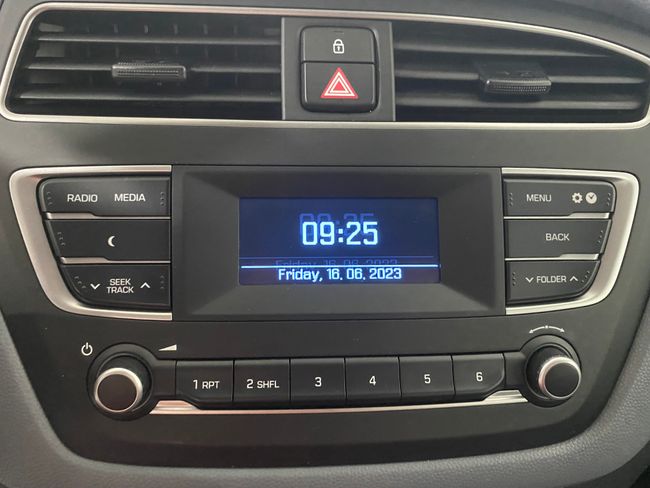 RADIO MEDIA
SEEK
TRACK
09:25
Friday, 16. 06. 2023
MENU
BACK
FOLDER
1 RPT
2 SHFL
3
4
5
6